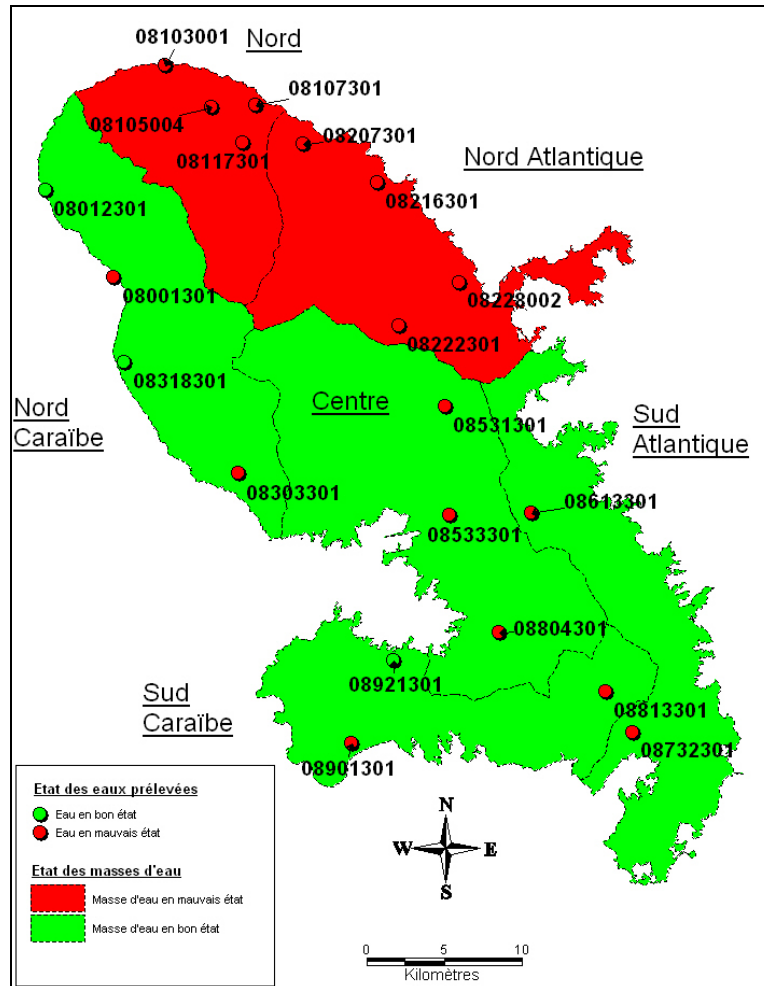 08103001
Nord
08107301
08105004
08207301
08117301
Nord Atlantique
08216301
08012301
08001301
08228002
08222301
08318301
Centre
Nord
Caraïbe
08531301
Sud
Atlantique
08303301
08613301
08533301
08804301
08921301
Sud
Caraïbe
08813301
08732301
08901301
Etat des eaux prélevées
Eau en bon état
Eau en mauvais état
Etat des masses d'eau
Masse d'eau en mauvais état
Masse d'eau en bon état
N
W E
S
0 5 10
Kilomètres